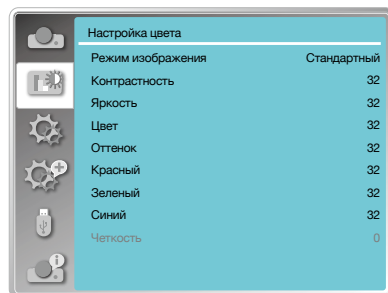 Настройка цвета
Режим изображения Стандартный
Контрастность 32
Яркость 32
Цвет 32
Оттенок 32
Красный 32
Зеленый 32
Синий 32
Четкость 0